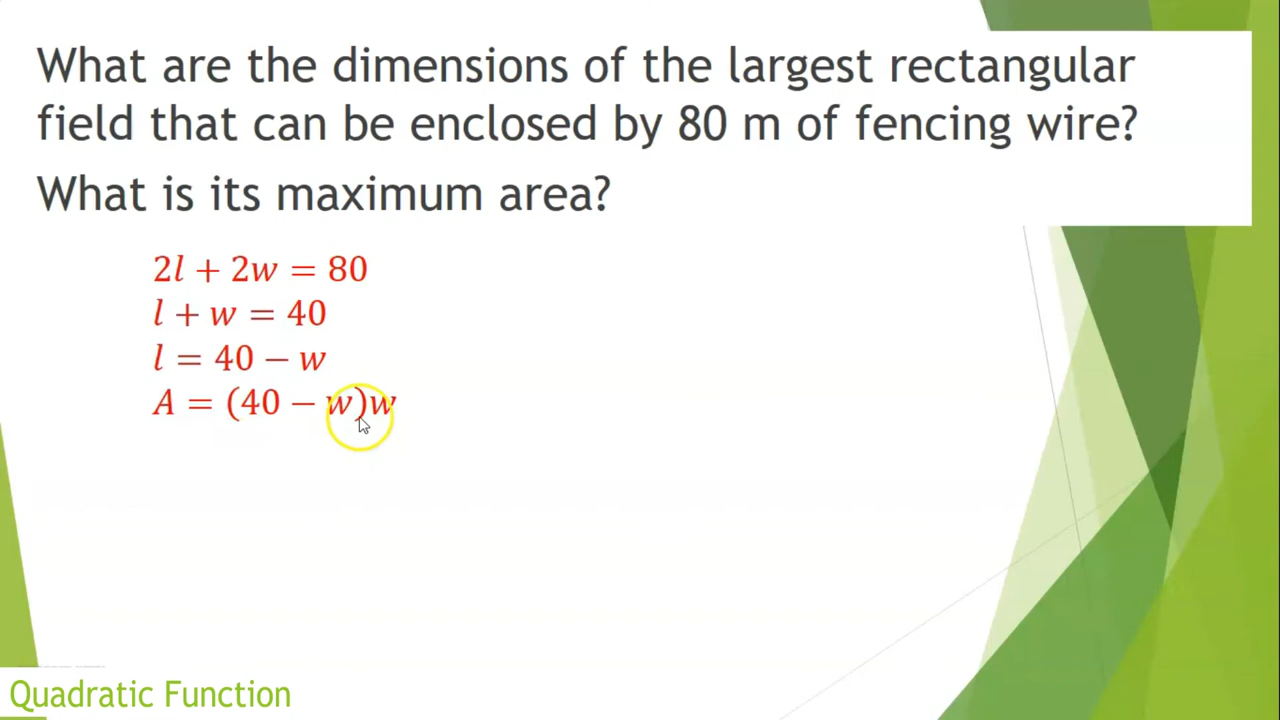 What are the dimensions of the largest rectangular
field that can be enclosed by 80 m of fencing wire?
What is its maximum area?
2l + 2w = 80
l + w = 40
l = 40 − w
A = (40 − w)w
Quadratic Function